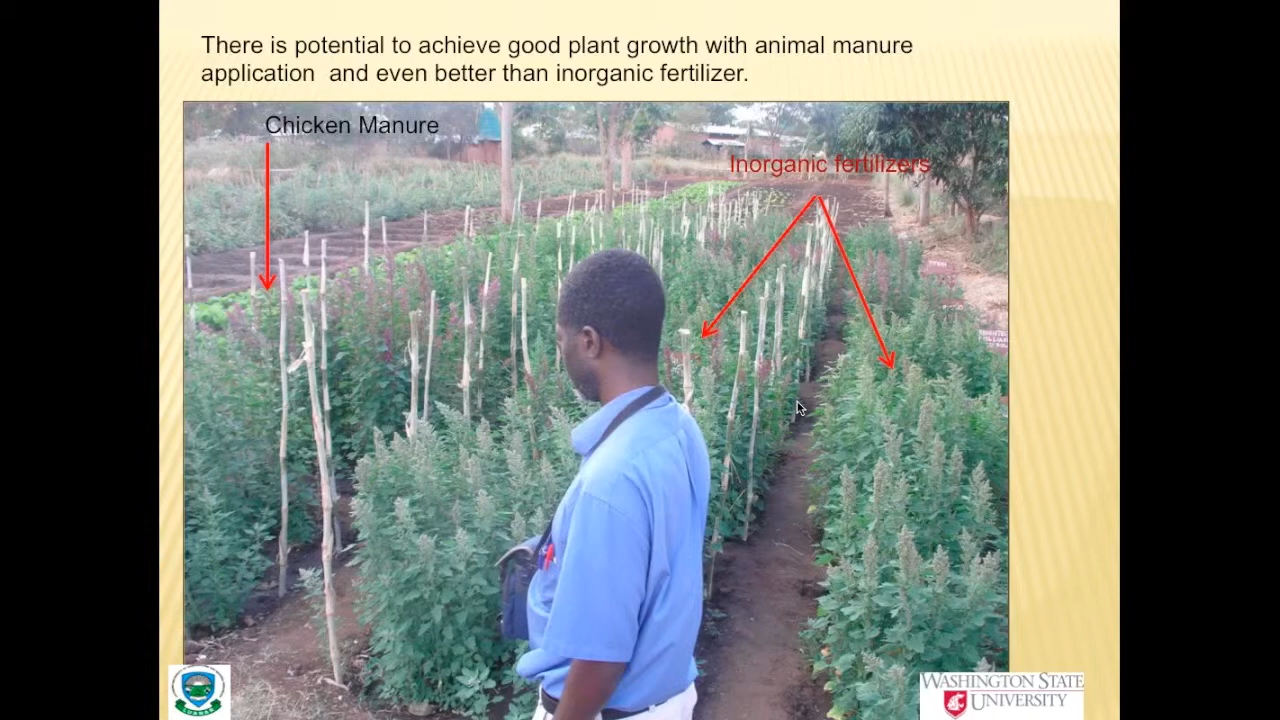 There is potential to achieve good plant growth with animal manure
application  and even better than inorganic fertilizer.
Chicken Manure
Inorganic fertilizers
WASHINGTON STATE
UNIVERSITY